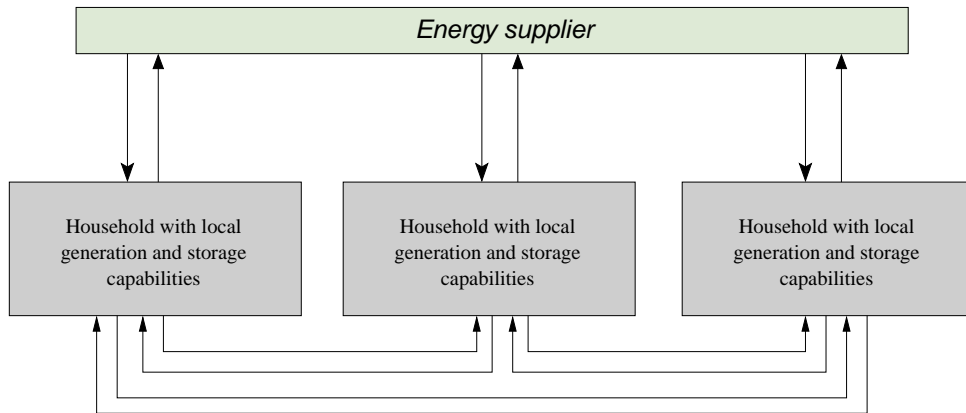 Energy supplier
Household with local
generation and storage
capabilities
Household with local
generation and storage
capabilities
Household with local
generation and storage
capabilities